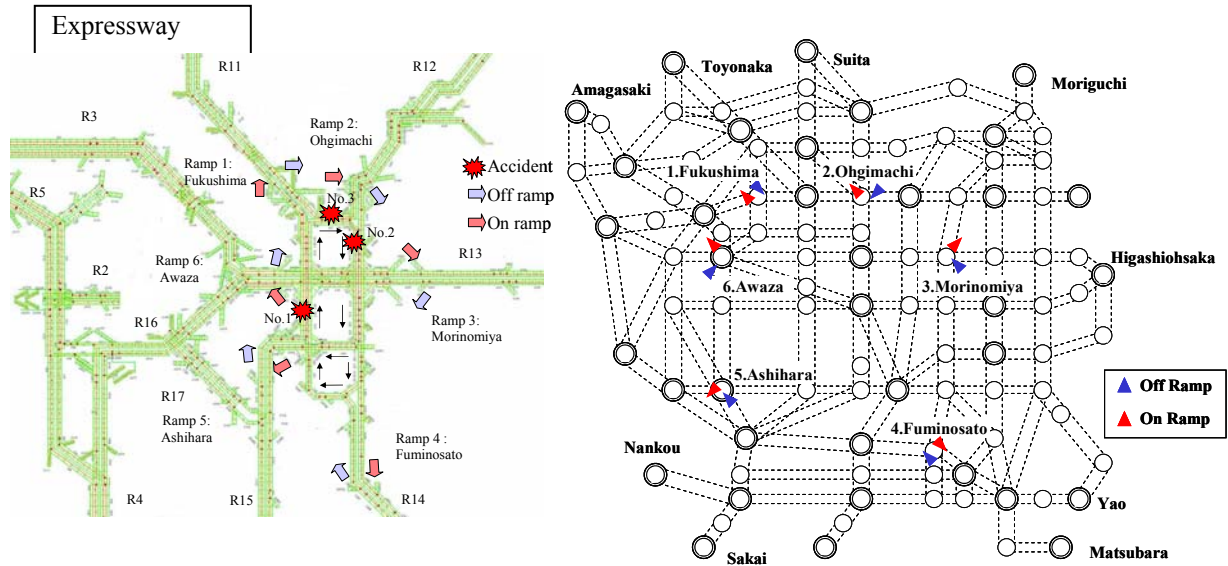 Expressway
R11
R12
R3
Ramp 2:
Ohgimachi
Ramp 1:
Fukushima
Accident
Off ramp
On ramp
R5
No.3
No.2
Ramp 6:
Awaza
R13
R2
No.1
R16
Ramp 3:
Morinomiya
R17
Ramp 5:
Ashihara
Ramp 4 :
Fuminosato
R4
R15
R14
Suita
Toyonaka
Moriguchi
Amagasaki
1.Fukushima
2.Ohgimachi
Higashiohsaka
6.Awaza
3.Morinomiya
5.Ashihara
Off Ramp
On Ramp
4.Fuminosato
Nankou
Yao
Sakai
Matsubara